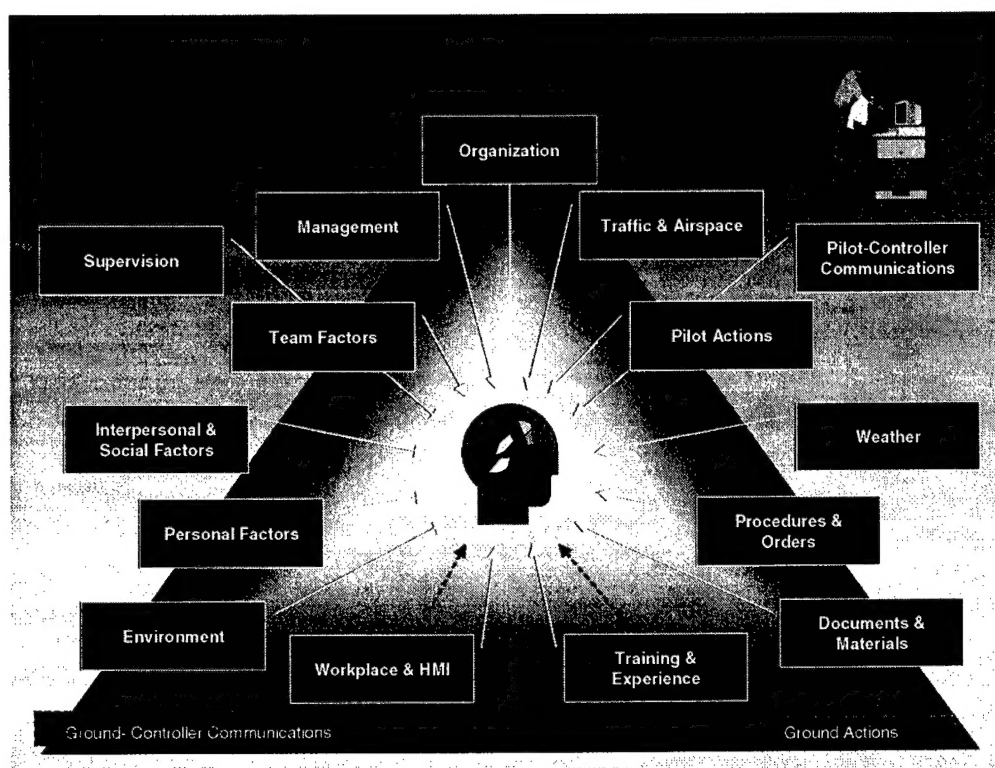 Organization
Management
Traffic & Airspace
Supervision
Pilot-Controller
Communications
Team Factors
Pilot Actions
Interpersonal &
Social Factors
Weather
Personal Factors
Procedures &
Orders
Environment
Documents &
Materials
Workplace & HMI
Training &
Experience
Ground- Controller Communications
Ground Actions